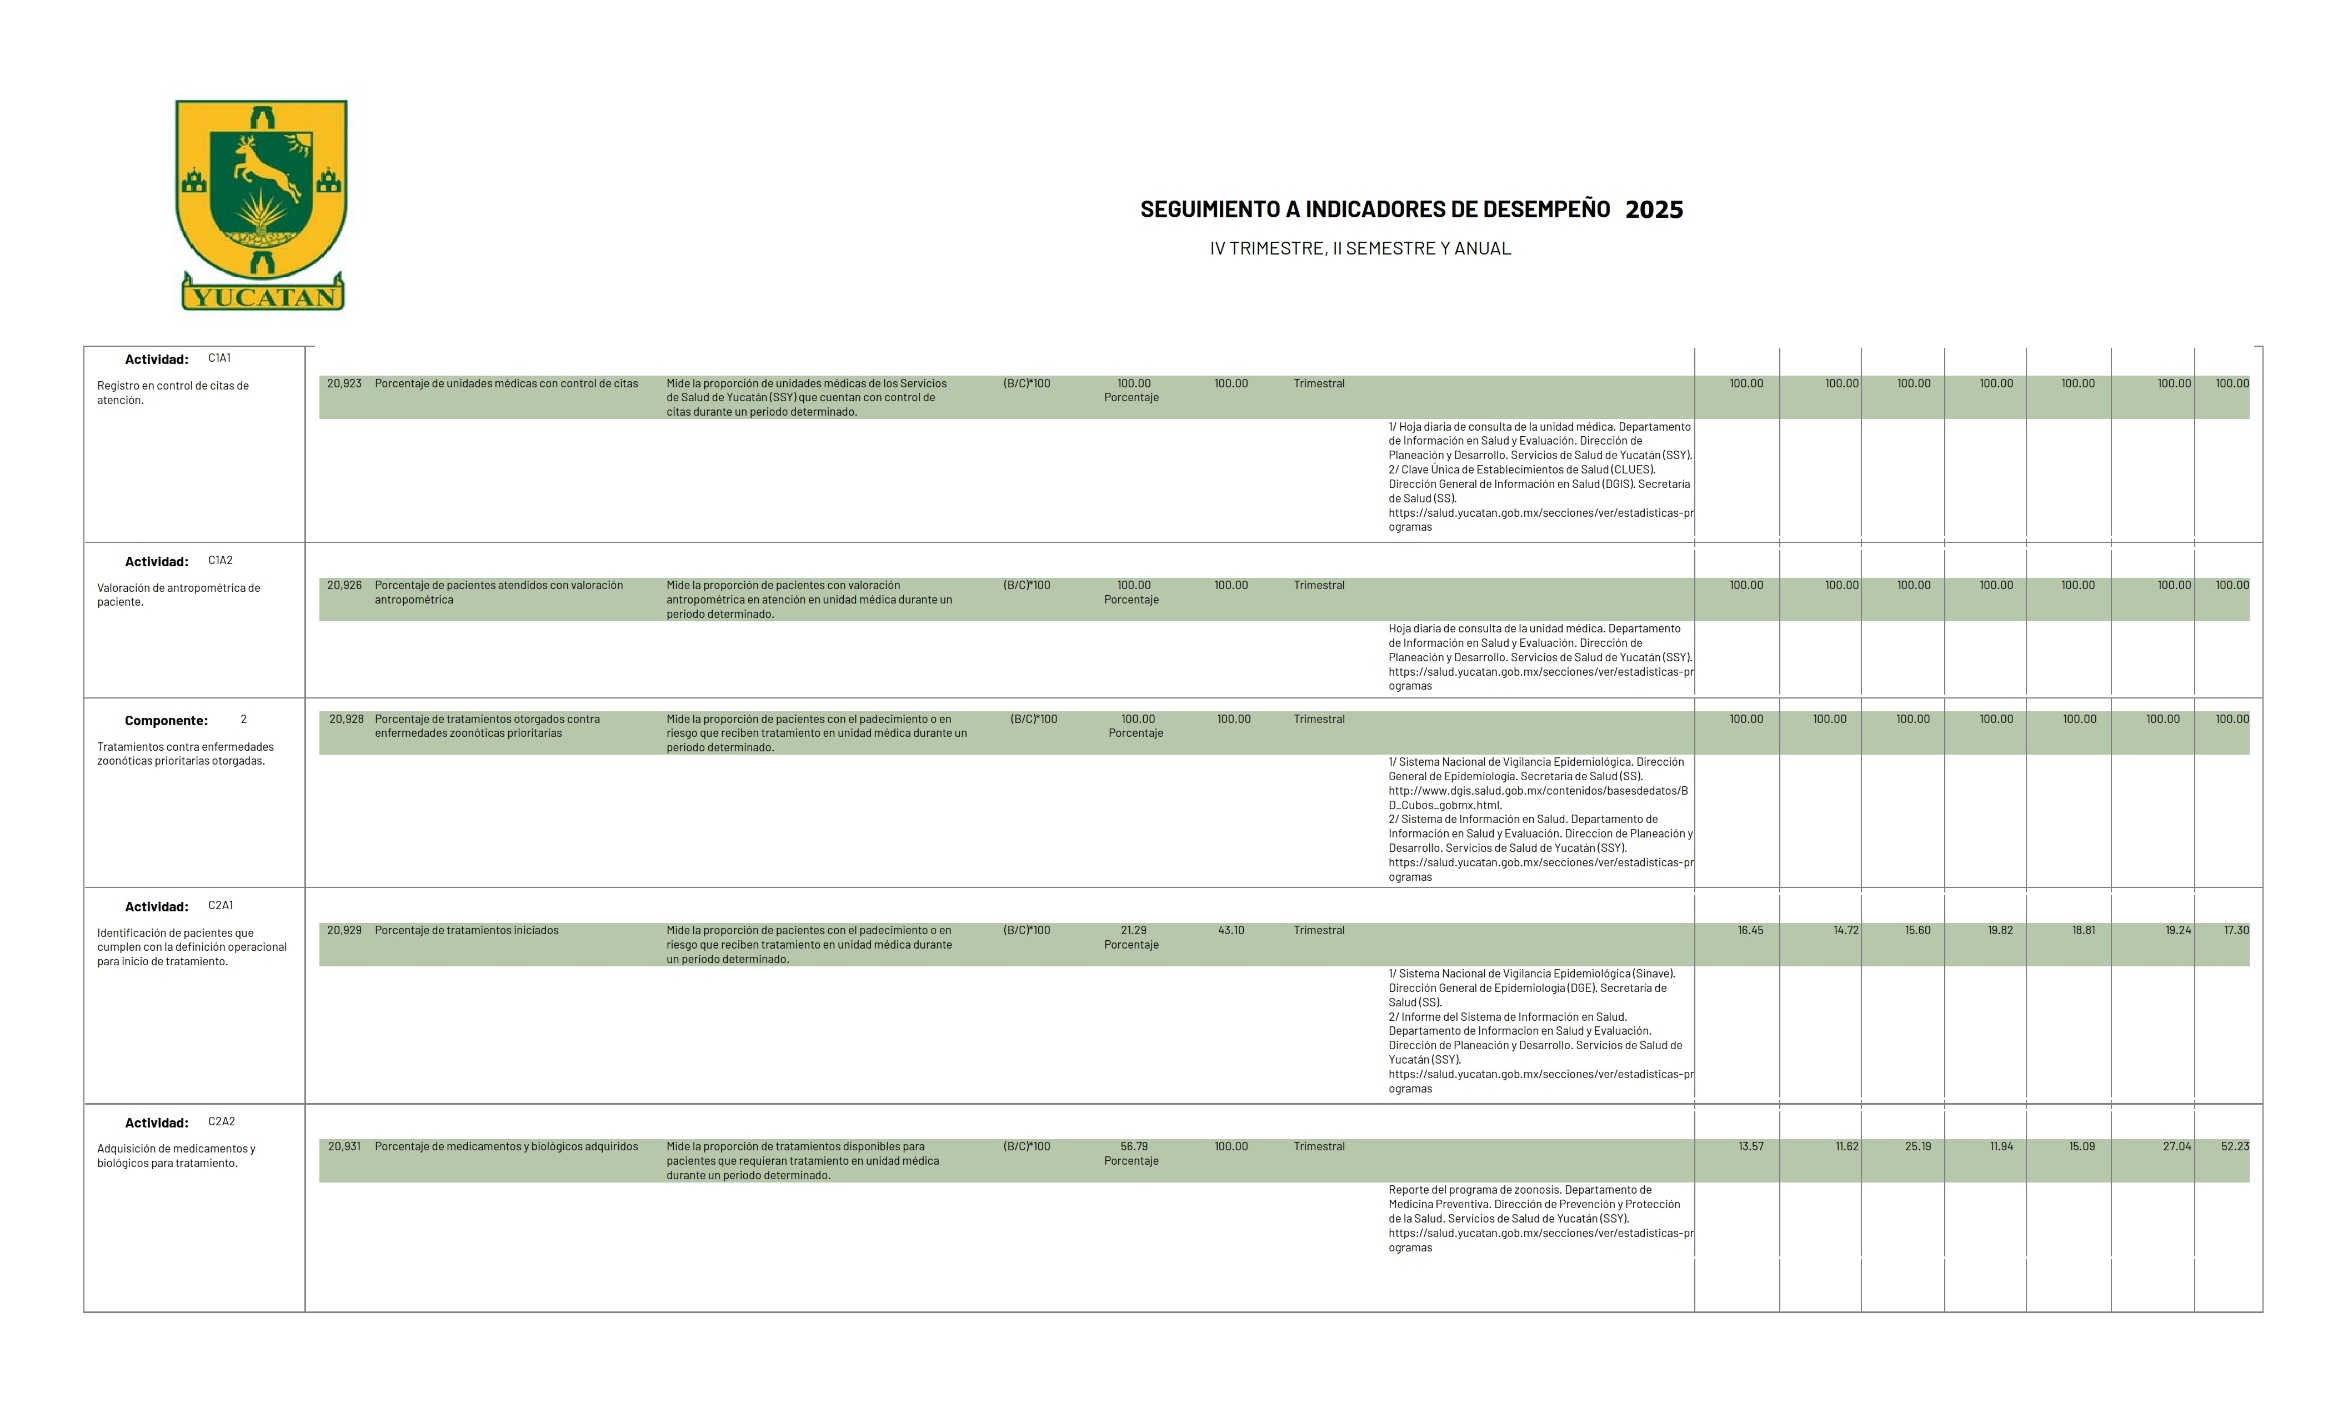 YUCATAN
SEGUIMIENTO A INDICADORES DE DESEMPEÑO 2025
IV TRIMESTRE, II SEMESTRE Y ANUAL
Actividad: C1A1
Registro en control de citas de
atención.
20,923 Porcentaje de unidades médicas con control de citas Mide la proporción de unidades médicas de los Servicios (B/C)*100 100.00 100.00 Trimestral 100.00 100.00 100.00 100.00 100.00 100.00 100.00
de Salud de Yucatán (SSY) que cuentan con control de Porcentaje
citas durante un periodo determinado.
1/ Hoja diaria de consulta de la unidad médica. Departamento
de Información en Salud y Evaluación. Dirección de
Planeación y Desarrollo. Servicios de Salud de Yucatán (SSY).
2/ Clave Única de Establecimientos de Salud (CLUES).
Dirección General de Información en Salud (DGIS). Secretaría
de Salud (SS).
https://salud.yucatan.gob.mx/secciones/ver/estadisticas-pr
ogramas
Actividad: C1A2
Valoración de antropométrica de
paciente.
20,926 Porcentaje de pacientes atendidos con valoración Mide la proporción de pacientes con valoración (B/C)*100 100.00 100.00 Trimestral 100.00 100.00 100.00 100.00 100.00 100.00 100.00
antropométrica antropométrica en atención en unidad médica durante un Porcentaje
periodo determinado.
Hoja diaria de consulta de la unidad médica. Departamento
de Información en Salud y Evaluación. Dirección de
Planeación y Desarrollo. Servicios de Salud de Yucatán (SSY).
https://salud.yucatan.gob.mx/secciones/ver/estadisticas-pr
ogramas
Componente: 2
Tratamientos contra enfermedades
zoonóticas prioritarias otorgadas.
20,928 Porcentaje de tratamientos otorgados contra Mide la proporción de pacientes con el padecimiento o en (B/C)*100 100.00 100.00 Trimestral 100.00 100.00 100.00 100.00 100.00 100.00 100.00
enfermedades zoonóticas prioritarias riesgo que reciben tratamiento en unidad médica durante un Porcentaje
periodo determinado.
1/ Sistema Nacional de Vigilancia Epidemiológica. Dirección
General de Epidemiología. Secretaría de Salud (SS).
http://www.dgis.salud.gob.mx/contenidos/basesdedatos/B
D_Cubos_gobmx.html.
2/ Sistema de Información en Salud. Departamento de
Información en Salud y Evaluación. Direccion de Planeación y
Desarrollo. Servicios de Salud de Yucatán (SSY).
https://salud.yucatan.gob.mx/secciones/ver/estadisticas-pr
ogramas
Actividad: C2A1
Identificación de pacientes que
cumplen con la definición operacional
para inicio de tratamiento.
20,929 Porcentaje de tratamientos iniciados Mide la proporción de pacientes con el padecimiento o en (B/C)*100 21.29 43.10 Trimestral 16.45 14.72 15.60 19.82 18.81 19.24 17.30
riesgo que reciben tratamiento en unidad médica durante Porcentaje
un periodo determinado.
1/ Sistema Nacional de Vigilancia Epidemiológica (Sinave).
Dirección General de Epidemiología (DGE). Secretaría de
Salud (SS).
2/ Informe del Sistema de Información en Salud.
Departamento de Informacion en Salud y Evaluación.
Dirección de Planeación y Desarrollo. Servicios de Salud de
Yucatán (SSY).
https://salud.yucatan.gob.mx/secciones/ver/estadisticas-pr
ogramas
Actividad: C2A2
Adquisición de medicamentos y
biológicos para tratamiento.
20,931 Porcentaje de medicamentos y biológicos adquiridos Mide la proporción de tratamientos disponibles para (B/C)*100 56.79 100.00 Trimestral 13.57 11.62 25.19 11.94 15.09 27.04 52.23
pacientes que requieran tratamiento en unidad médica Porcentaje
durante un periodo determinado.
Reporte del programa de zoonosis. Departamento de
Medicina Preventiva. Dirección de Prevención y Protección
de la Salud. Servicios de Salud de Yucatán (SSY).
https://salud.yucatan.gob.mx/secciones/ver/estadisticas-pr
ogramas